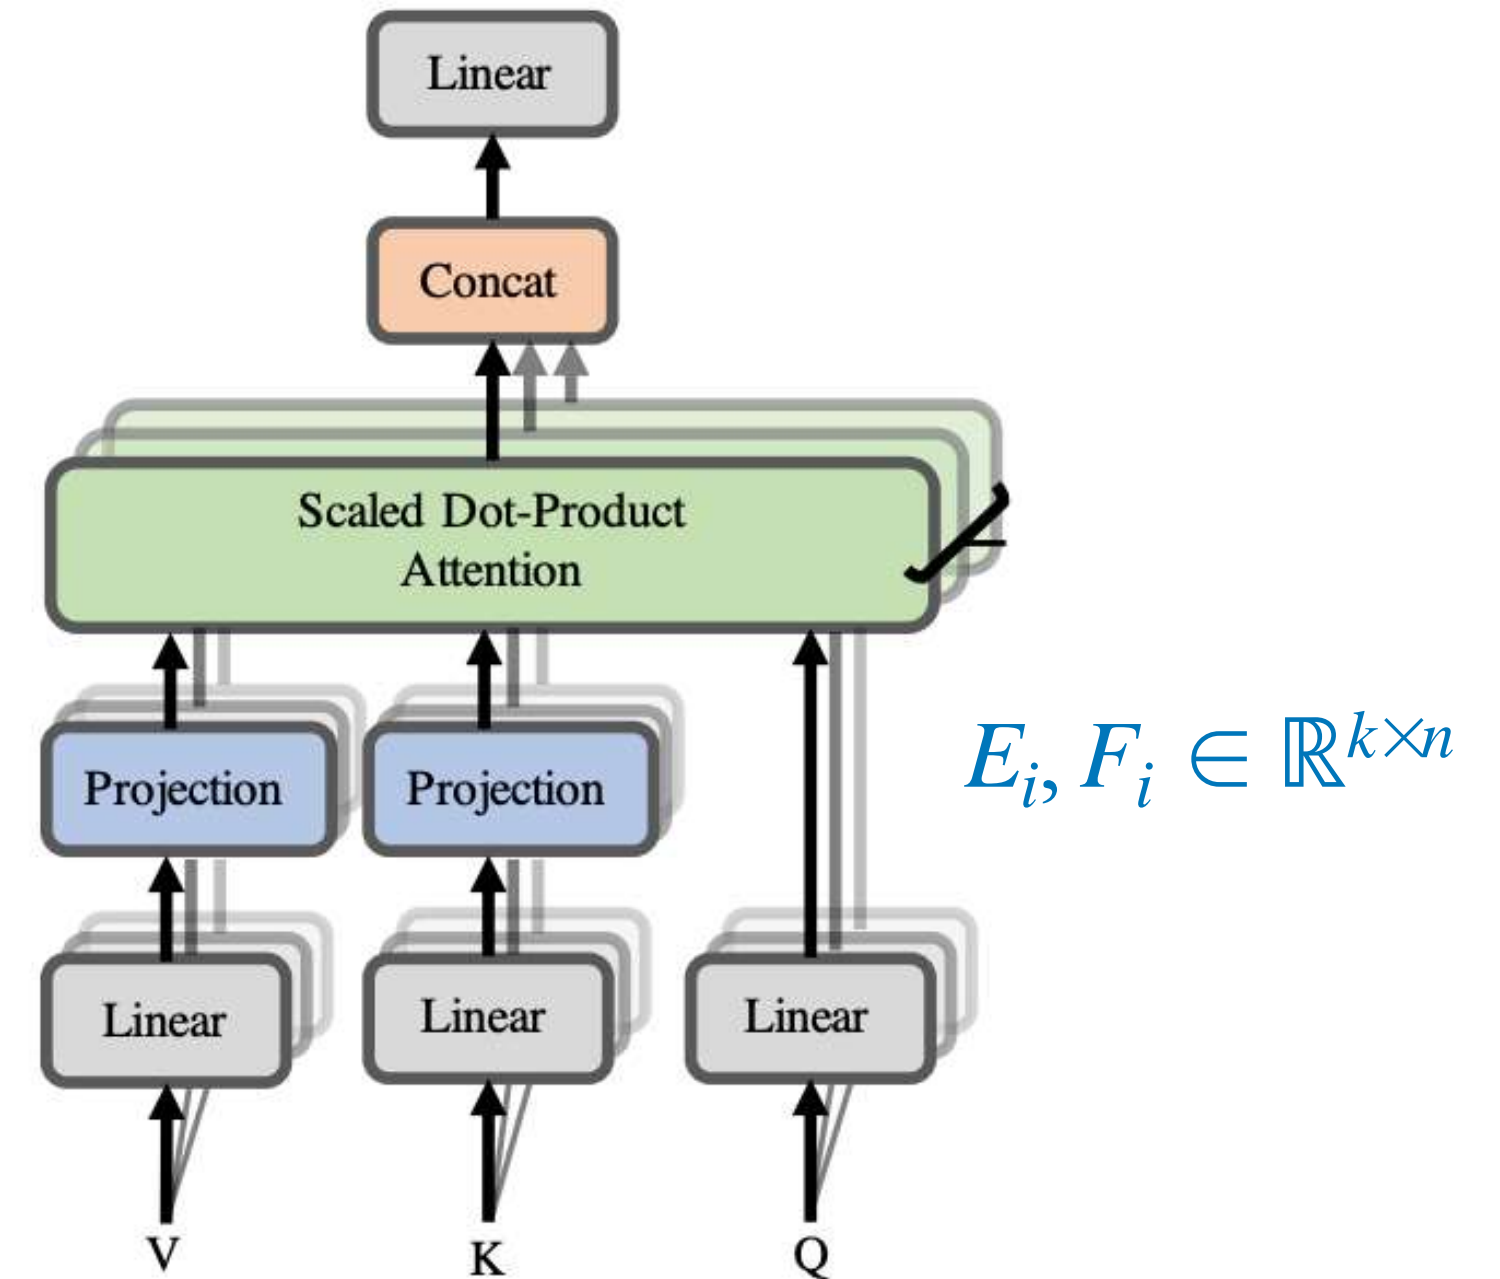 Linear
Concat
Scaled Dot-Product
Attention
Projection Projection
E_i, F_i ∈ ℝ^{k×n}
Linear Linear Linear
V K Q